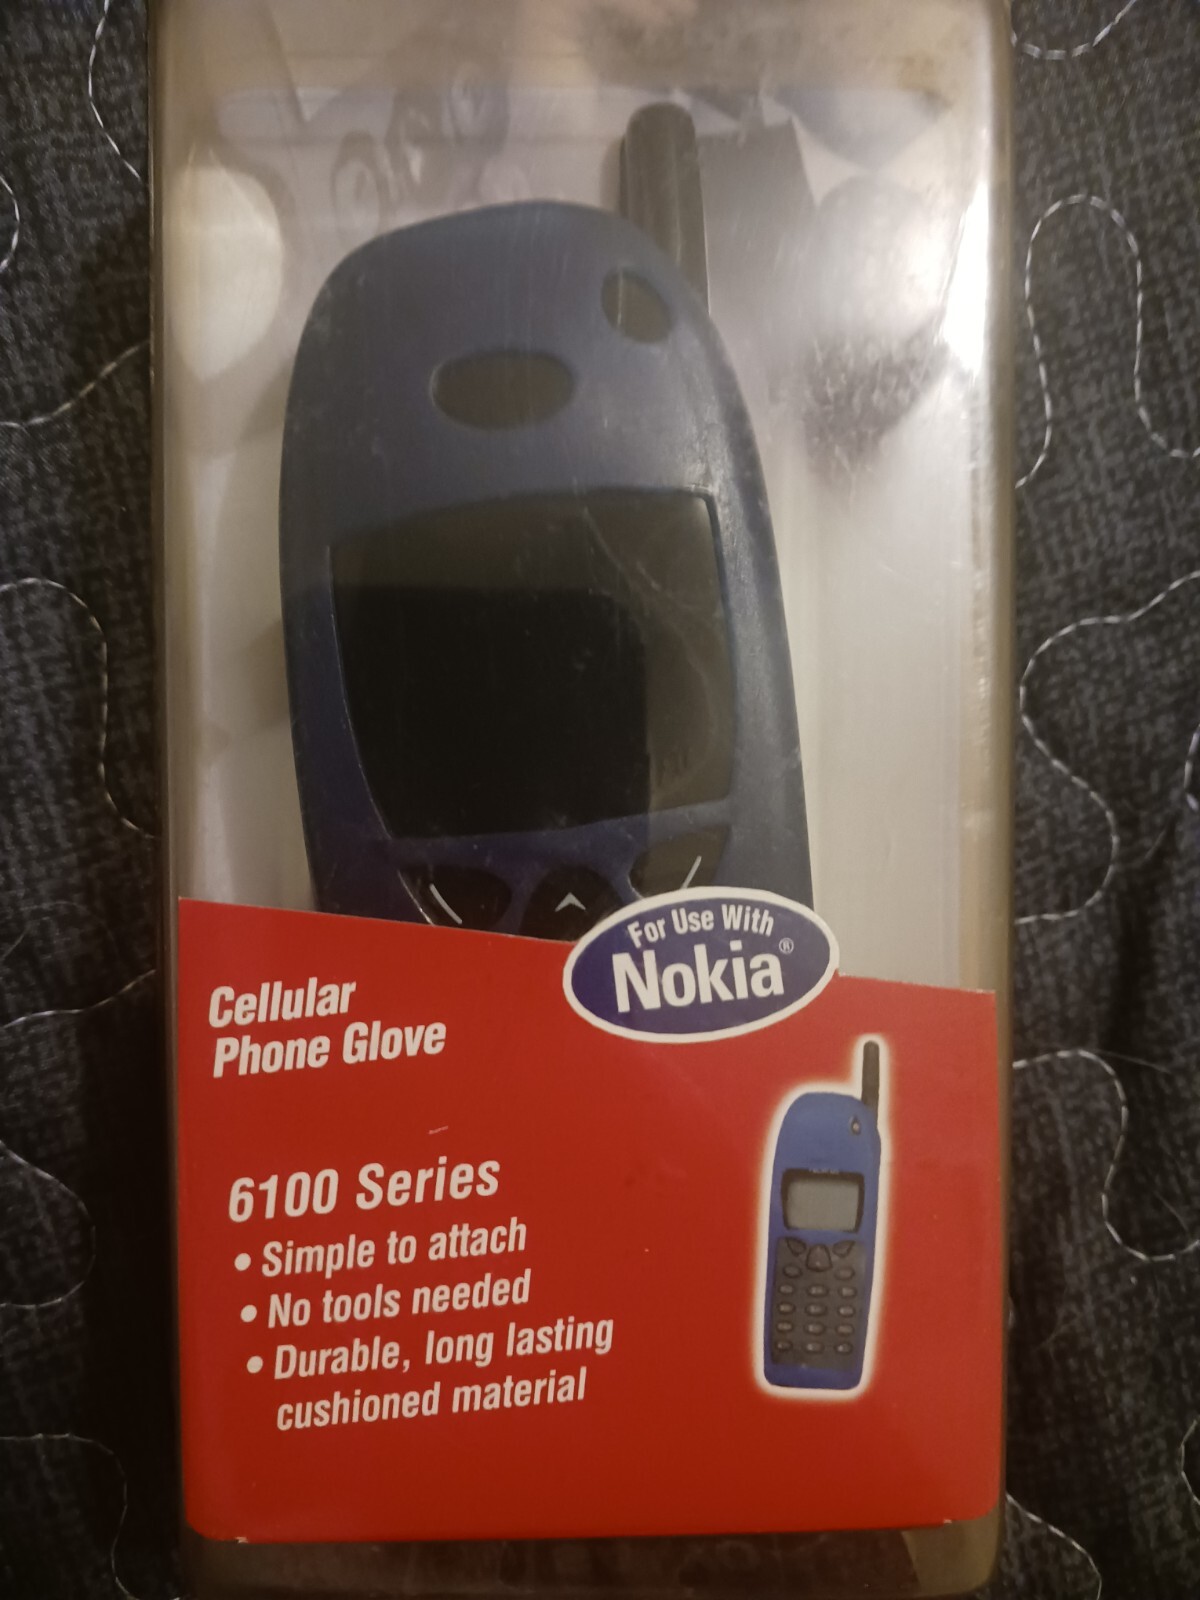 For Use With
Nokia®
Cellular
Phone Glove
6100 Series
• Simple to attach
• No tools needed
• Durable, long lasting
cushioned material